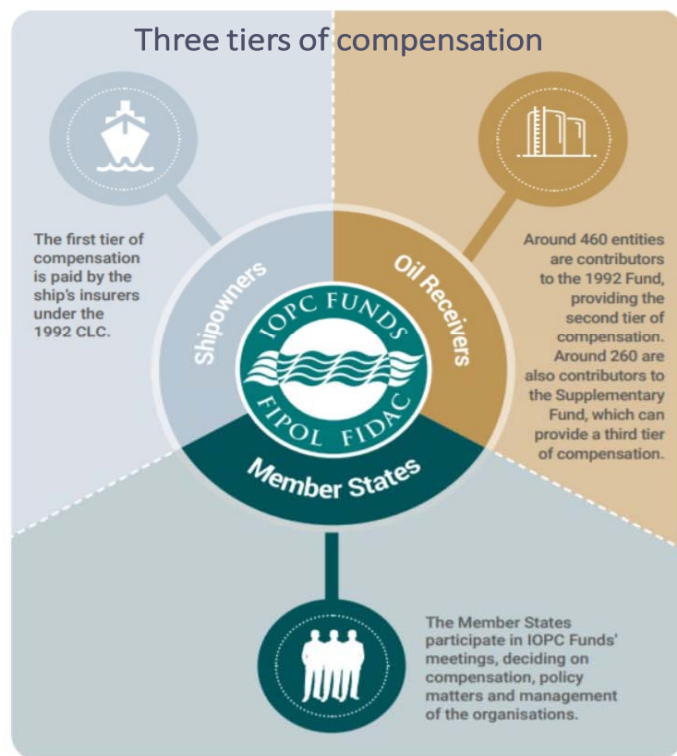 Three tiers of compensation
The first tier of
compensation
is paid by the
ship's insurers
under the
1992 CLC.
Shipowners
Oil Receivers
Around 460 entities
are contributors
to the 1992 Fund,
providing the
second tier of
compensation.
Around 260 are
also contributors to
the Supplementary
Fund, which can
provide a third tier
of compensation.
IOPC FUNDS
FIPOL FIDAC
Member States
The Member States
participate in IOPC Funds'
meetings, deciding on
compensation, policy
matters and management
of the organisations.